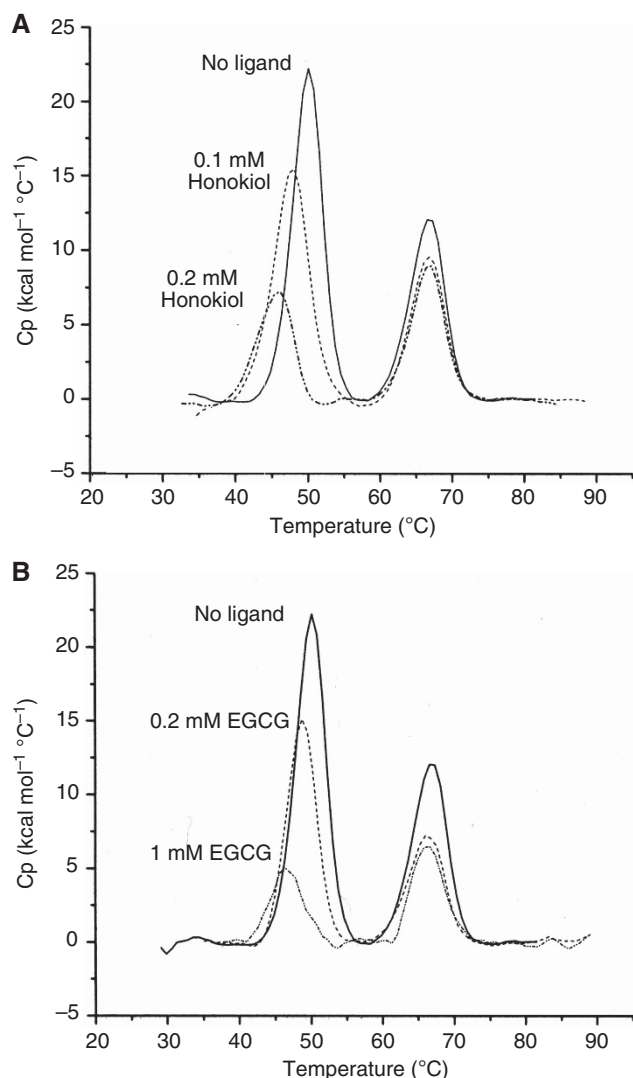 A
25
20
15
10
5
0
–5
Cp (kcal mol⁻¹ °C⁻¹)
No ligand
0.1 mM
Honokiol
0.2 mM
Honokiol
20 30 40 50 60 70 80 90
Temperature (°C)
B
25
20
15
10
5
0
–5
Cp (kcal mol⁻¹ °C⁻¹)
No ligand
0.2 mM EGCG
1 mM EGCG
20 30 40 50 60 70 80 90
Temperature (°C)